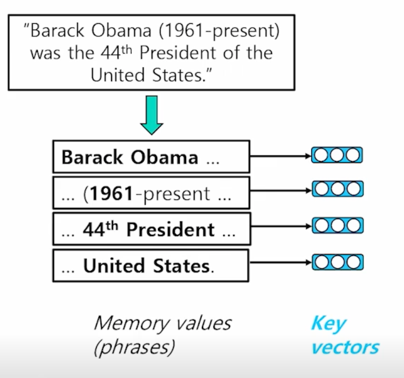 "Barack Obama (1961-present)
was the 44th President of the
United States."
Barack Obama ...
... (1961-present ...
... 44th President ...
... United States.
Memory values
(phrases)
Key
vectors